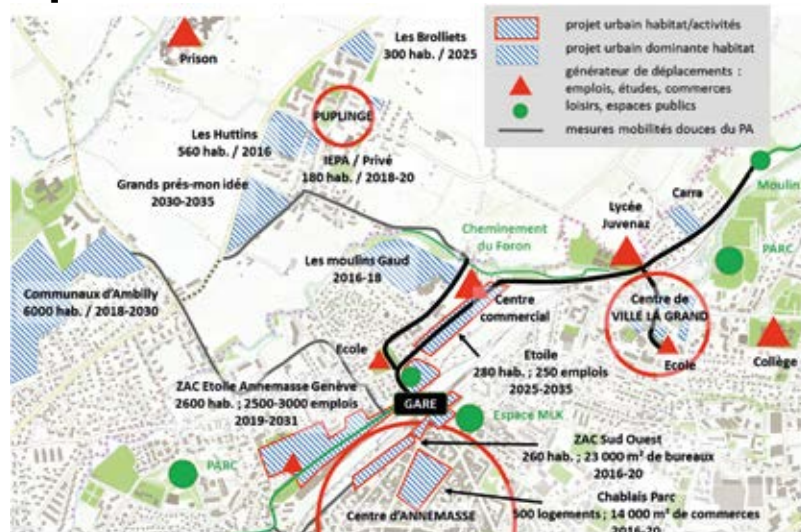 projet urbain habitat/activités
projet urbain dominante habitat
générateur de déplacements :
emplois, études, commerces
loisirs, espaces publics
mesures mobilités douces du PA
Prison
Les Brolliets
300 hab. / 2025
PUPLINGE
Les Huttins
560 hab. / 2016
IEPA / Privé
180 hab. / 2018-20
Grands prés-mon idée
2030-2035
Carra
Moulin
Lycée
Juvenaz
Cheminement
du Foron
PARC
Les moulins Gaud
2016-18
Communaux d'Ambilly
6000 hab. / 2018-2030
Centre
commercial
Centre de
VILLE LA GRAND
Ecole
Ecole
Collège
Etoile
280 hab. ; 250 emplois
2025-2035
ZAC Etoile Annemasse Genève
2600 hab. ; 2500-3000 emplois
2019-2031
GARE
Espace MLK
ZAC Sud Ouest
260 hab. ; 23 000 m² de bureaux
2016-20
PARC
Chablais Parc
500 logements ; 14 000 m² de commerces
2016-20
Centre d'ANNEMASSE